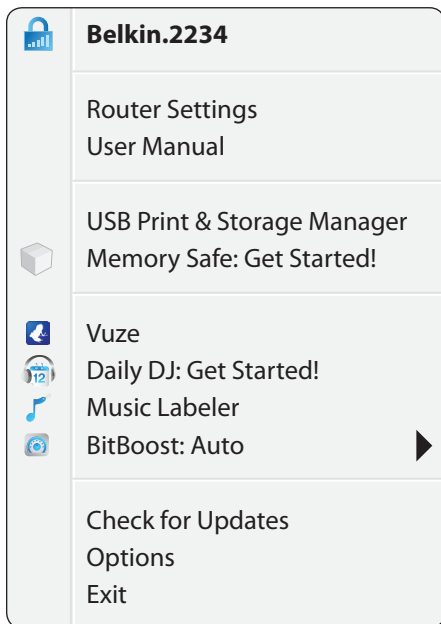 Belkin.2234
Router Settings
User Manual
USB Print & Storage Manager
Memory Safe: Get Started!
Vuze
12
Daily DJ: Get Started!
Music Labeler
BitBoost: Auto
Check for Updates
Options
Exit